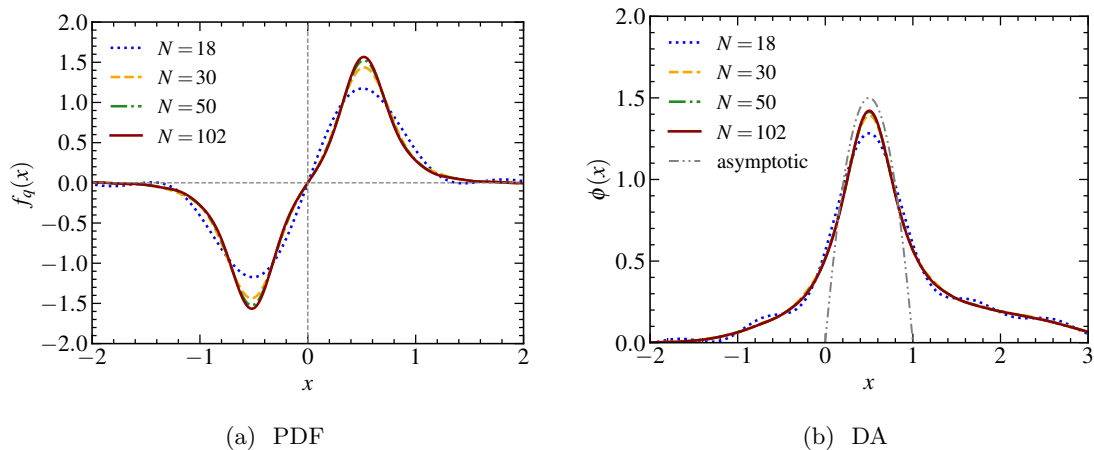 2.0
1.5
1.0
0.5
0.0
−0.5
−1.0
−1.5
−2.0
f_q(x)
N = 18
N = 30
N = 50
N = 102
−2
−1
0
1
2
x
(a) PDF
2.0
1.5
1.0
0.5
0.0
ϕ(x)
N = 18
N = 30
N = 50
N = 102
asymptotic
−2
−1
0
1
2
3
x
(b) DA